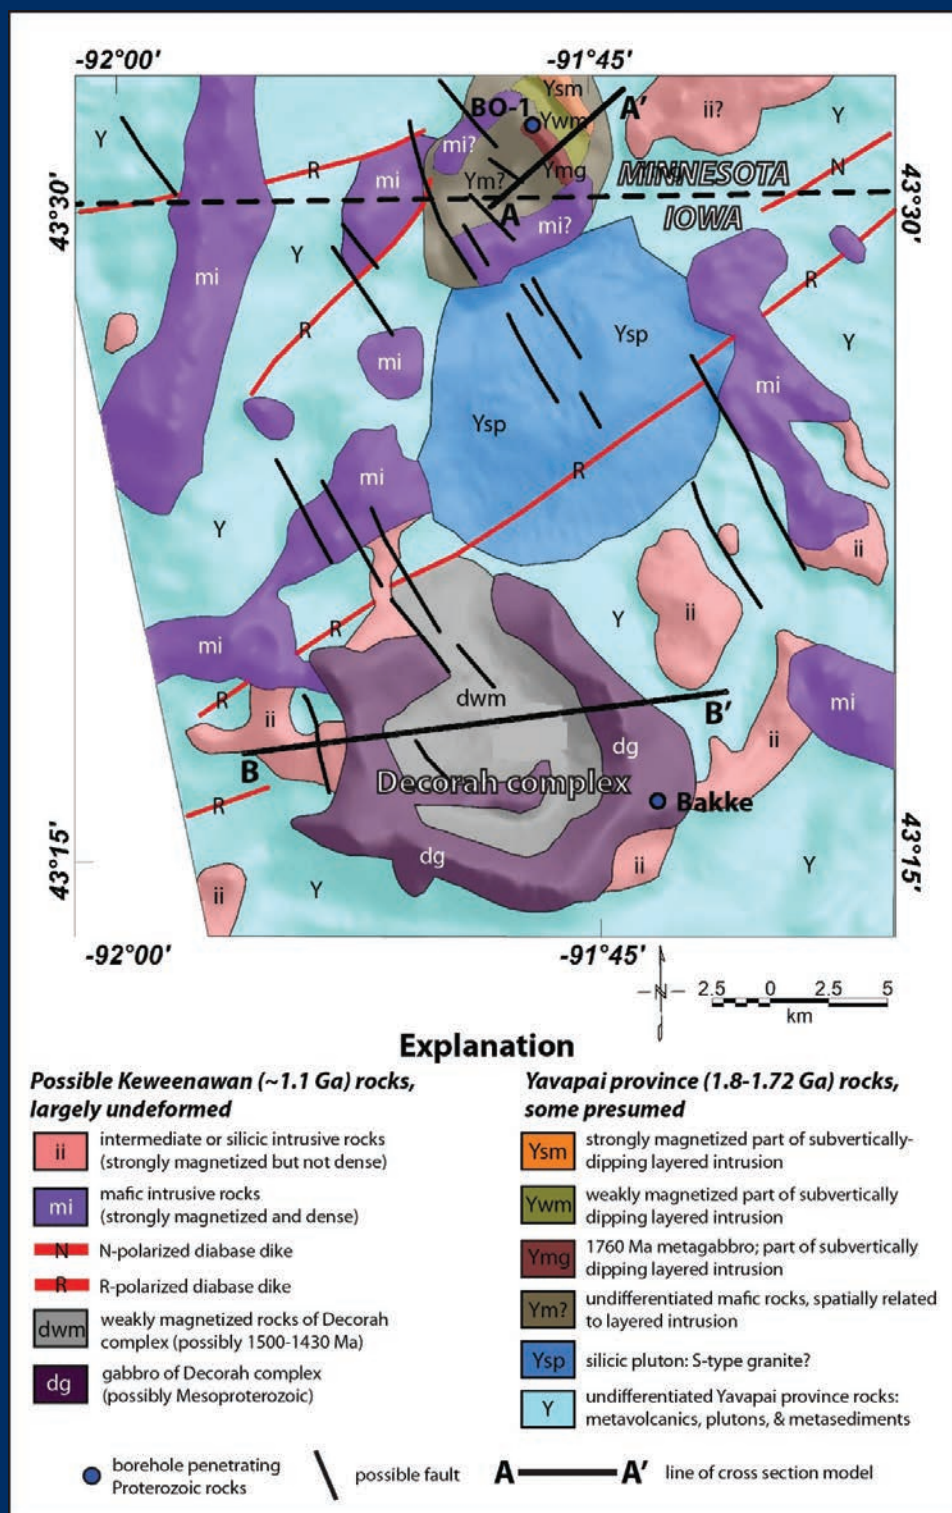 -92°00'
-91°45'
Ysm
A'
ii?
Y
BO-1
Ywm
Y
mi?
R
mi
Ym?
Ymg
MINNESOTA
N
43°30'
43°30'
A
mi?
IOWA
Y
mi
R
R
Ysp
Y
mi
mi
Ysp
R
mi
Y
ii
Y
ii
R
mi
dwm
R
ii
B'
mi
dg
ii
B
Decorah complex
R
Bakke
43°15'
43°15'
dg
ii
Y
Y
ii
-92°00'
-91°45'
N
2.5 0 2.5 5
km
Explanation
Possible Keweenawan (~1.1 Ga) rocks,
largely undeformed
ii intermediate or silicic intrusive rocks
(strongly magnetized but not dense)
mi mafic intrusive rocks
(strongly magnetized and dense)
N N-polarized diabase dike
R R-polarized diabase dike
dwm weakly magnetized rocks of Decorah
complex (possibly 1500-1430 Ma)
dg gabbro of Decorah complex
(possibly Mesoproterozoic)
Yavapai province (1.8-1.72 Ga) rocks,
some presumed
Ysm strongly magnetized part of subvertically-
dipping layered intrusion
Ywm weakly magnetized part of subvertically
dipping layered intrusion
Ymg 1760 Ma metagabbro; part of subvertically
dipping layered intrusion
Ym? undifferentiated mafic rocks, spatially related
to layered intrusion
Ysp silicic pluton: S-type granite?
Y undifferentiated Yavapai province rocks:
metavolcanics, plutons, & metasediments
borehole penetrating
Proterozoic rocks
possible fault
A A' line of cross section model